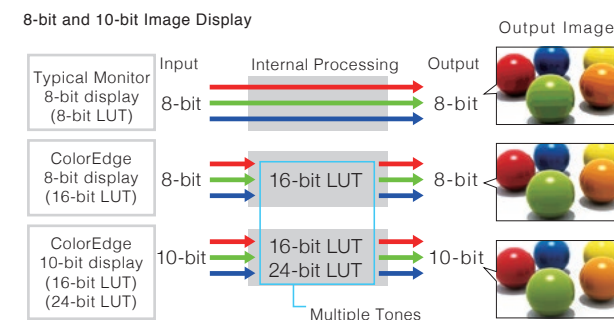 8-bit and 10-bit Image Display
Output Image
Input
Internal Processing
Output
Typical Monitor
8-bit display
(8-bit LUT)
8-bit
8-bit
ColorEdge
8-bit display
(16-bit LUT)
8-bit
16-bit LUT
8-bit
ColorEdge
10-bit display
(16-bit LUT)
(24-bit LUT)
10-bit
16-bit LUT
24-bit LUT
10-bit
Multiple Tones